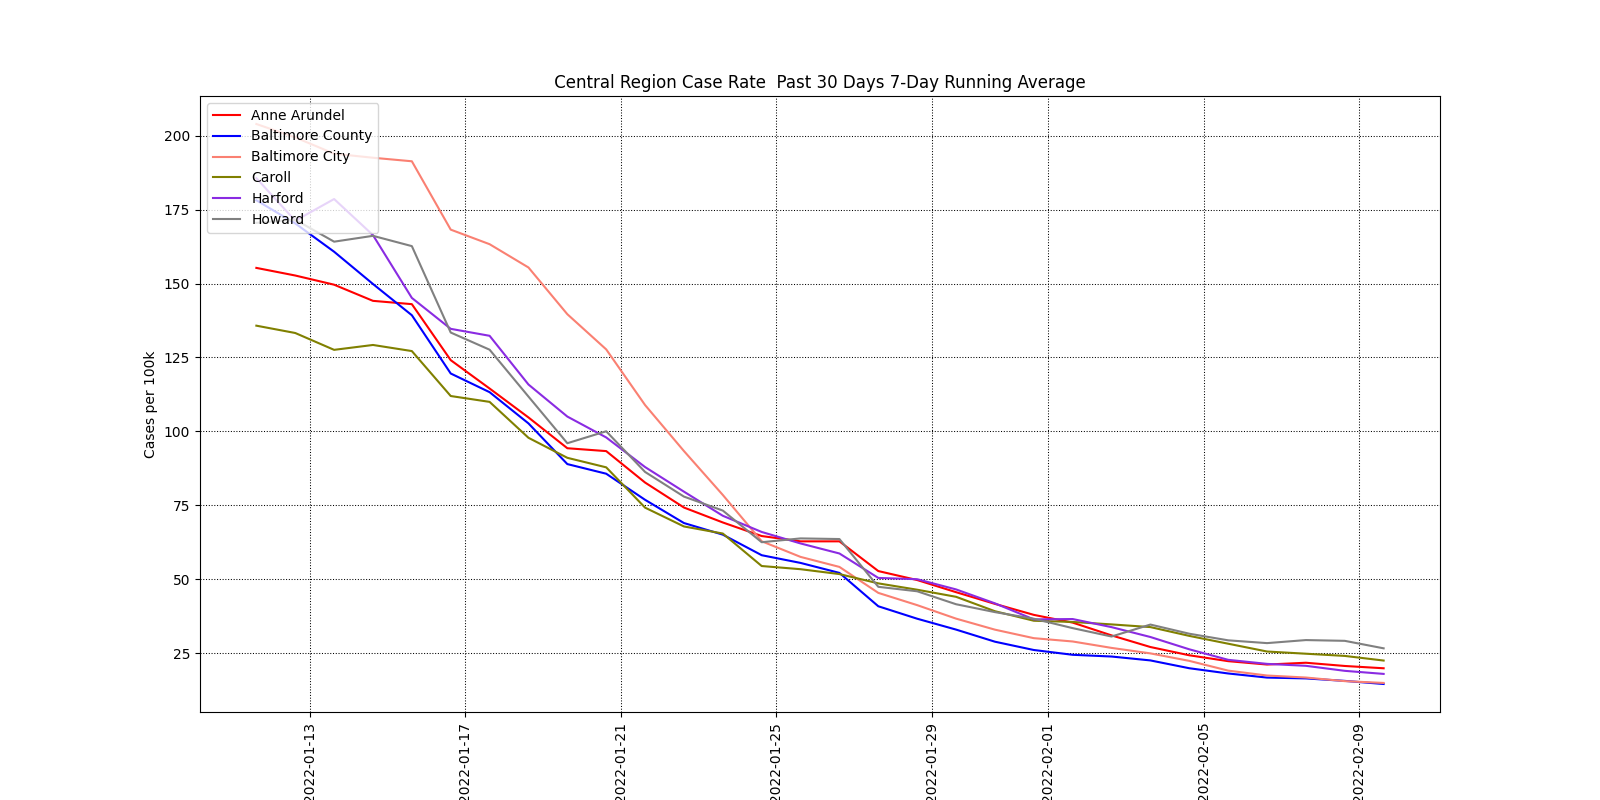 Central Region Case Rate  Past 30 Days 7-Day Running Average
Anne Arundel
Baltimore County
Baltimore City
Caroll
Harford
Howard
200
175
150
125
100
75
50
25
Cases per 100k
2022-01-13
2022-01-17
2022-01-21
2022-01-25
2022-01-29
2022-02-01
2022-02-05
2022-02-09